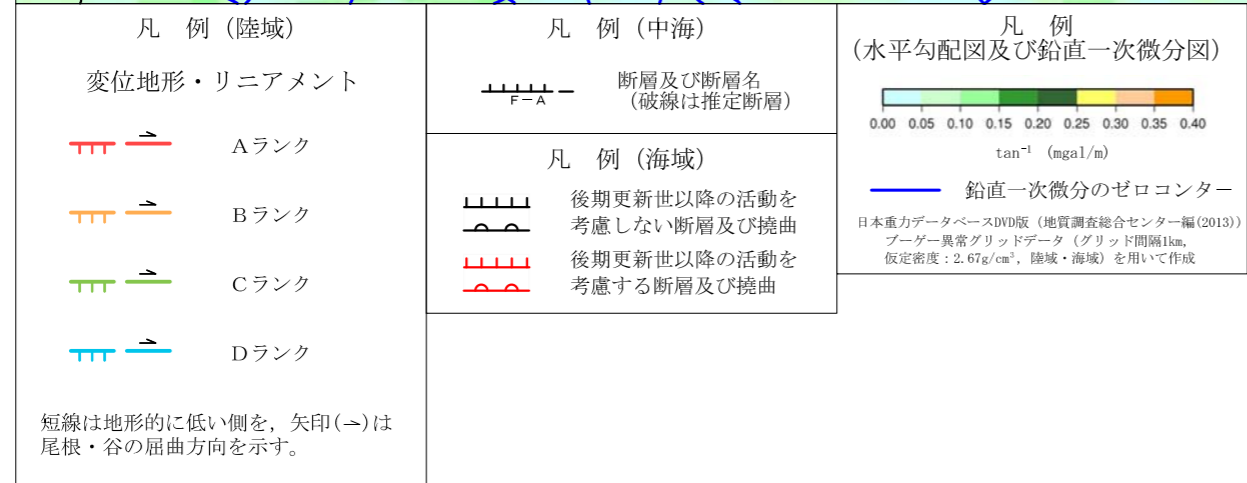 凡 例（陸域）
変位地形・リニアメント
Aランク
Bランク
Cランク
Dランク
短線は地形的に低い側を，矢印(→)は
尾根・谷の屈曲方向を示す。
凡 例（中海）
F－A
断層及び断層名
（破線は推定断層）
凡 例（海域）
後期更新世以降の活動を
考慮しない断層及び撓曲
後期更新世以降の活動を
考慮する断層及び撓曲
凡 例
（水平勾配図及び鉛直一次微分図）
0.00 0.05 0.10 0.15 0.20 0.25 0.30 0.35 0.40
tan⁻¹ (mgal/m)
鉛直一次微分のゼロコンター
日本重力データベースDVD版（地質調査総合センター編(2013)）
ブーゲー異常グリッドデータ（グリッド間隔1km，
仮定密度：2.67g/cm³，陸域・海域）を用いて作成